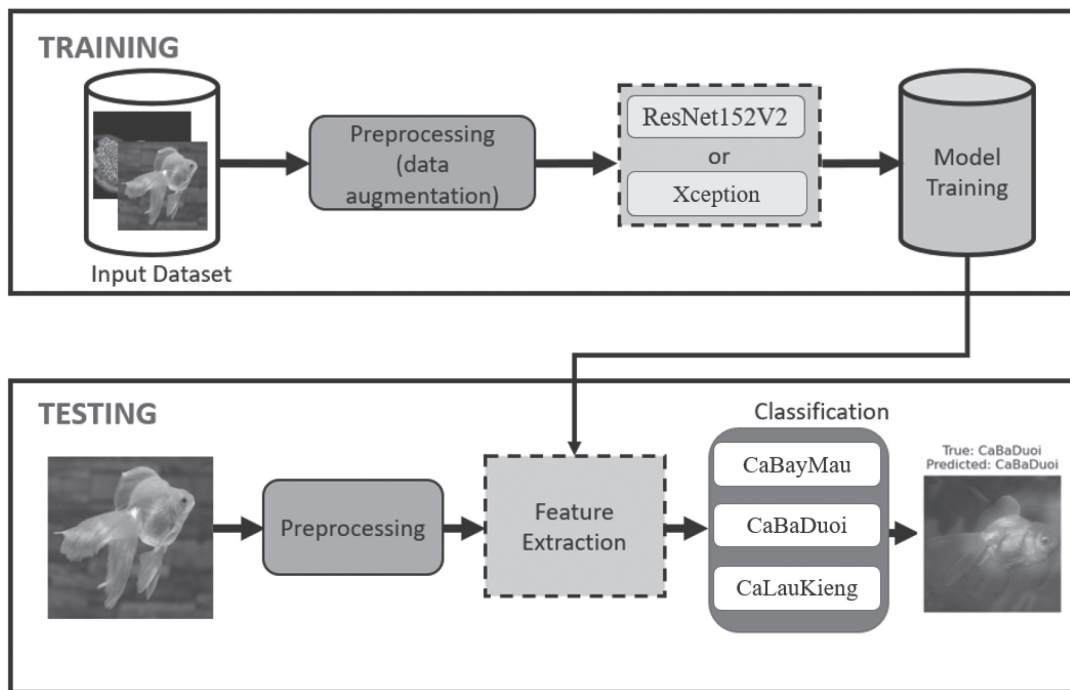 TRAINING
Input Dataset
Preprocessing
(data
augmentation)
ResNet152V2
or
Xception
Model
Training
TESTING
Preprocessing
Feature
Extraction
Classification
CaBayMau
CaBaDuoi
CaLauKieng
True: CaBaDuoi
Predicted: CaBaDuoi